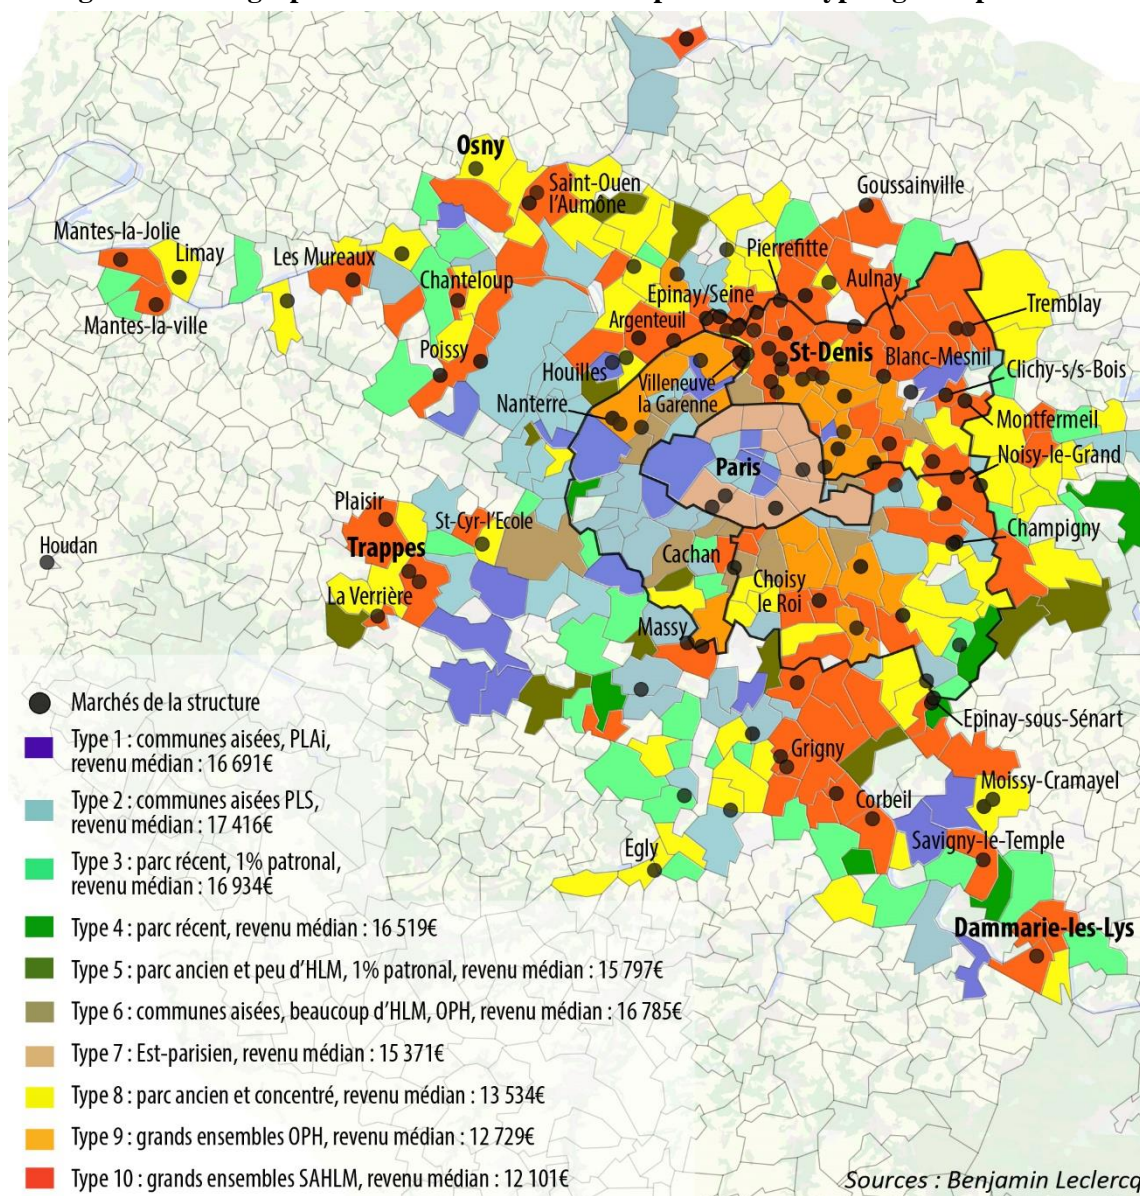 Osny
Saint-Ouen
l'Aumône
Goussainville
Mantes-la-Jolie
Limay
Les Mureaux
Pierrefitte
Chanteloup
Aulnay
Epinay/Seine
Tremblay
Mantes-la-ville
Argenteuil
St-Denis
Poissy
Blanc-Mesnil
Clichy-s/s-Bois
Houilles
Villeneuve
la Garenne
Nanterre
Montfermeil
Paris
Noisy-le-Grand
Plaisir
St-Cyr-l'Ecole
Champigny
Houdan
Trappes
Cachan
Choisy
le Roi
La Verrière
Massy
Epinay-sous-Sénart
Grigny
Moissy-Cramayel
Corbeil
Savigny-le-Temple
Egly
Dammarie-les-Lys
Marchés de la structure
Type 1 : communes aisées, PLAi,
revenu médian : 16 691€
Type 2 : communes aisées PLS,
revenu médian : 17 416€
Type 3 : parc récent, 1% patronal,
revenu médian : 16 934€
Type 4 : parc récent, revenu médian : 16 519€
Type 5 : parc ancien et peu d'HLM, 1% patronal, revenu médian : 15 797€
Type 6 : communes aisées, beaucoup d'HLM, OPH, revenu médian : 16 785€
Type 7 : Est-parisien, revenu médian : 15 371€
Type 8 : parc ancien et concentré, revenu médian : 13 534€
Type 9 : grands ensembles OPH, revenu médian : 12 729€
Type 10 : grands ensembles SAHLM, revenu médian : 12 101€
Sources : Benjamin Leclercq